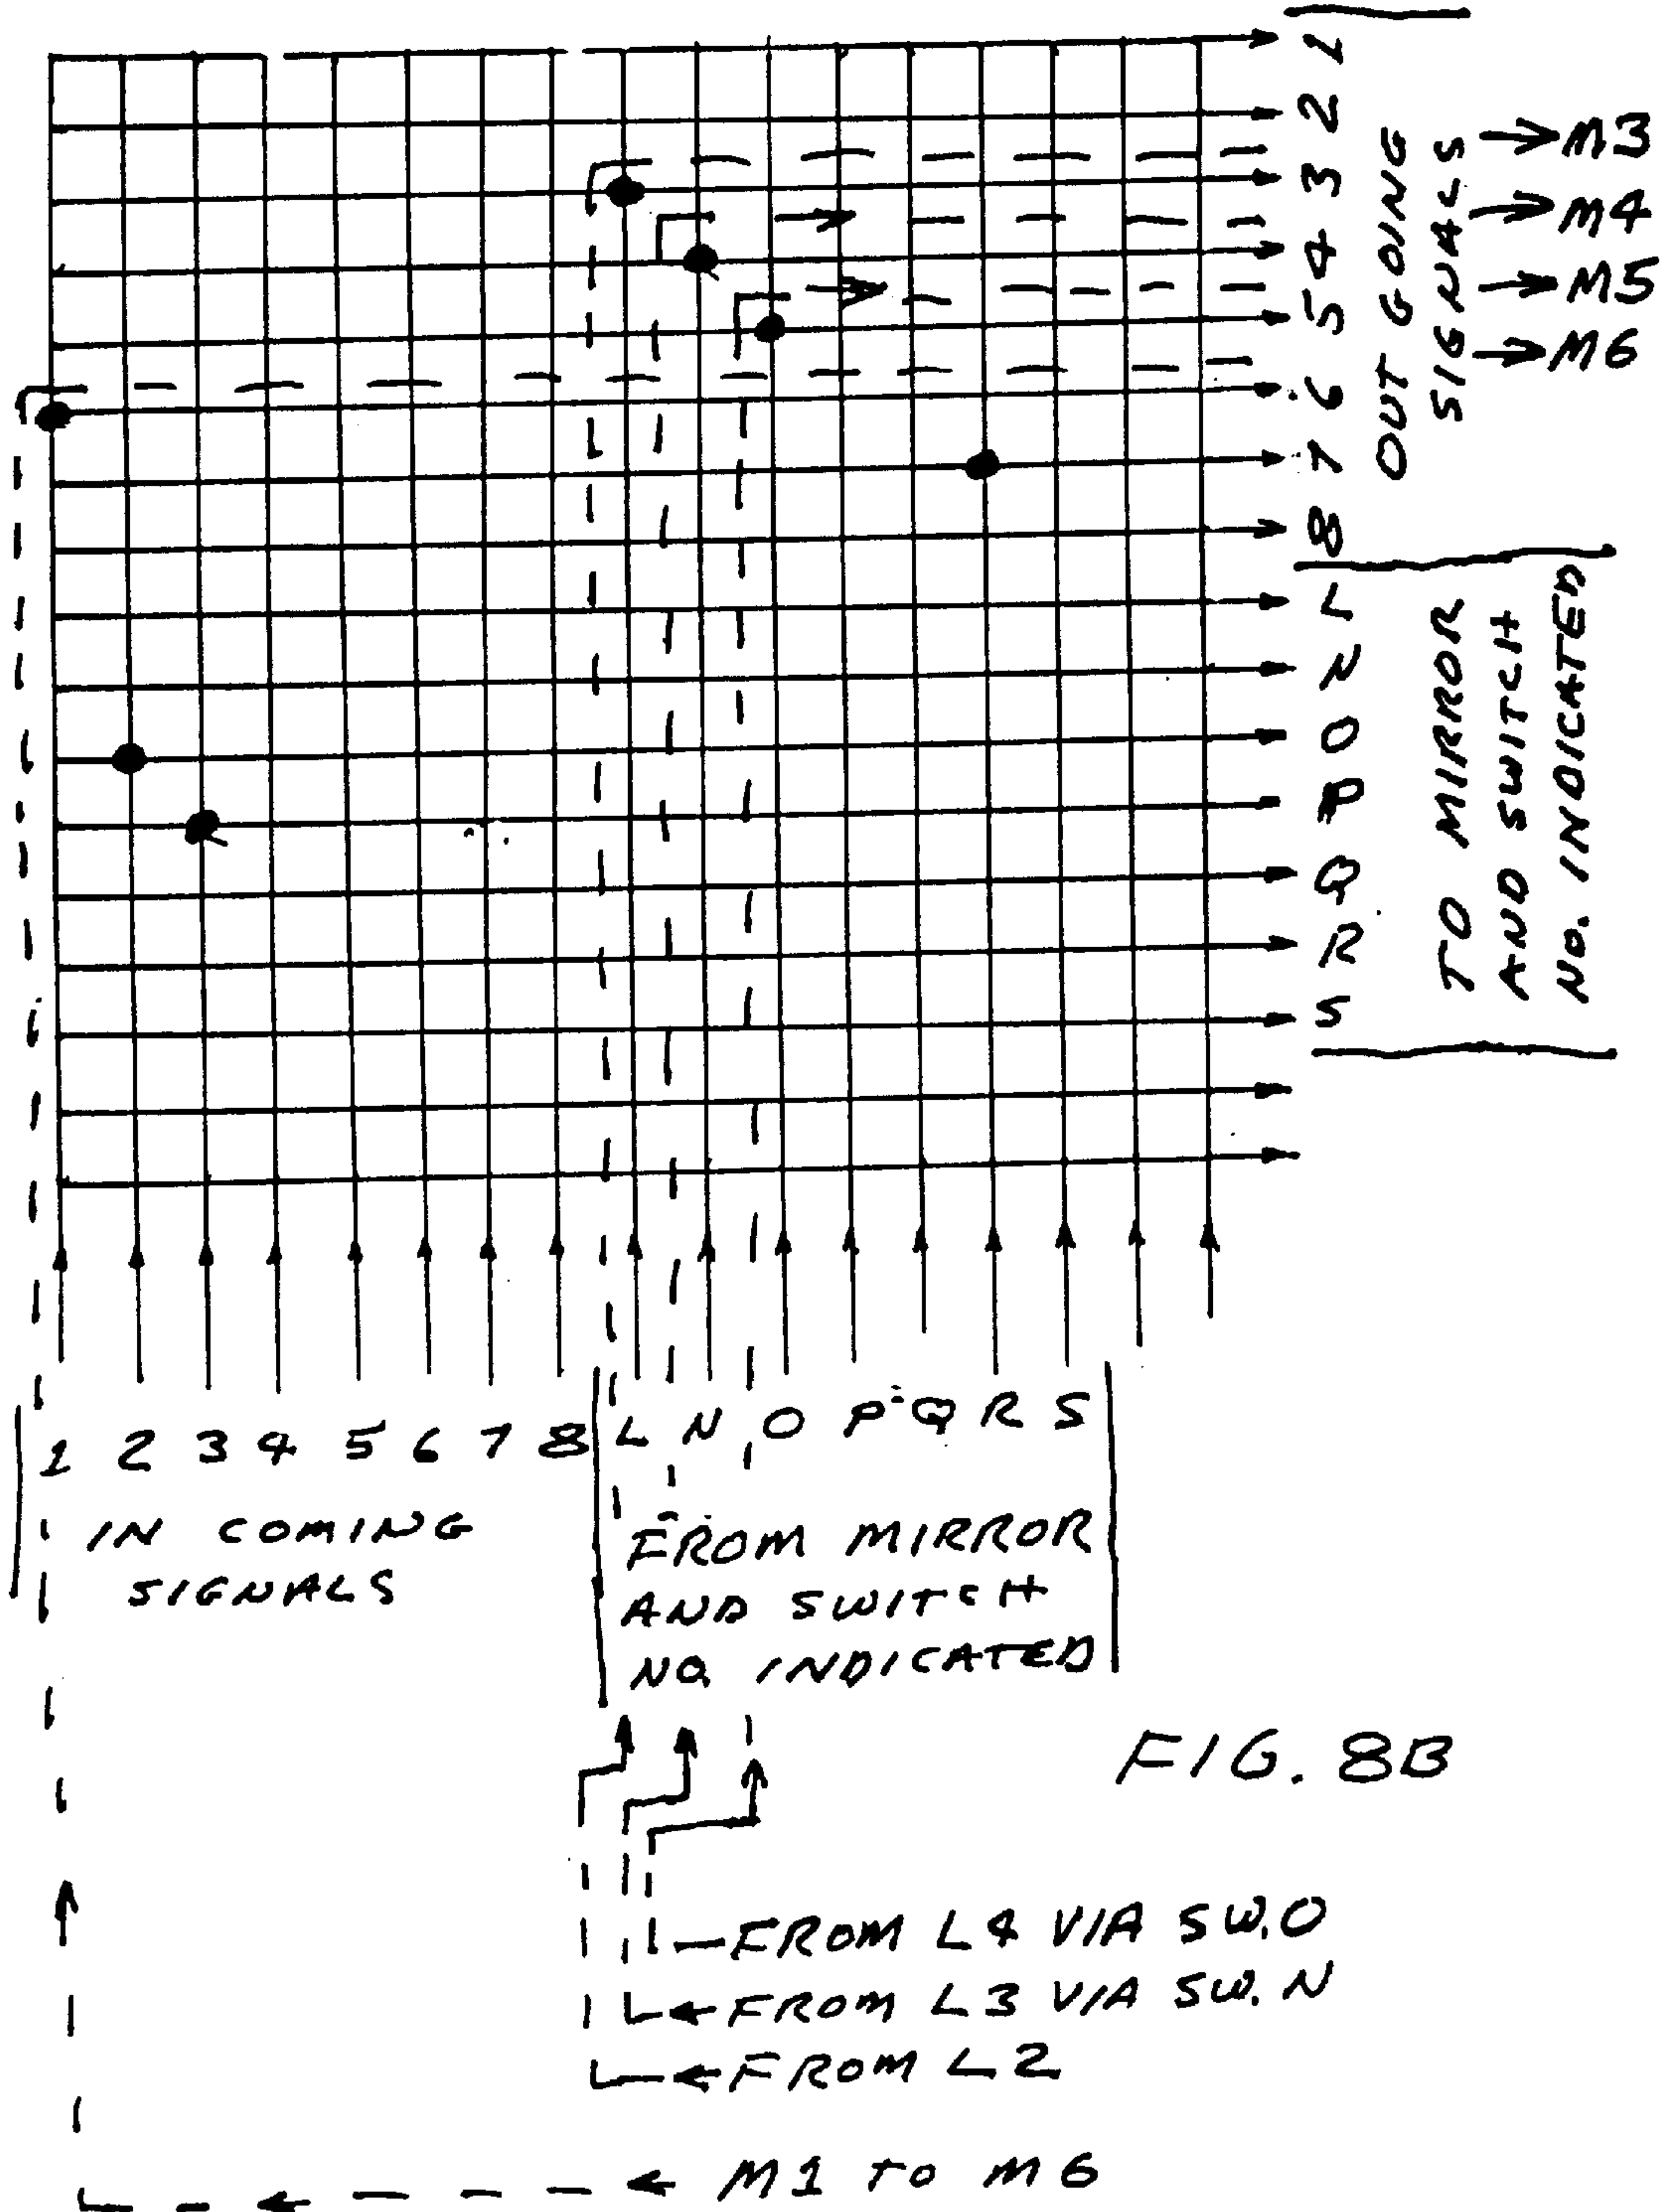 1
2
3
4
5
6
7
8
L
N
O
P
Q
R
S
OUT GOING
SIGNALS
→ M3
→ M4
→ M5
→ M6
TO MIRROR
AND SWITCH
NO. INDICATED
1 2 3 4 5 6 7 8 L N O P Q R S
IN COMING
SIGNALS
FROM MIRROR
AND SWITCH
NO. INDICATED
FIG. 8B
FROM L4 VIA SW.O
FROM L3 VIA SW. N
FROM L2
M1 TO M6